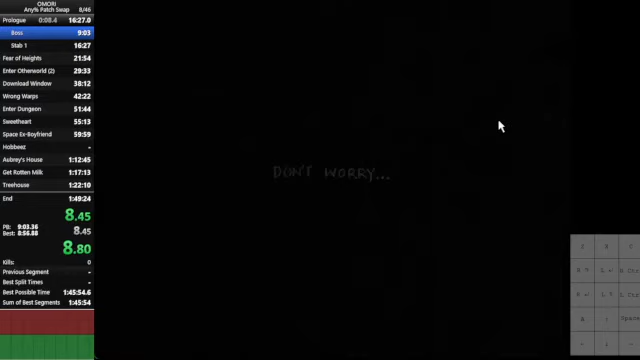 OMORI
Any% Patch Swap 8/46
Prologue 0:08.4 16:27.0
Boss 9:03
Stab 1 16:27
Fear of Heights 21:54
Enter Otherworld (2) 29:33
Download Window 38:12
Wrong Warps 42:22
Enter Dungeon 51:44
Sweetheart 55:13
Space Ex-Boyfriend 59:59
Hobbeez -
Aubrey's House 1:12:45
Get Rotten Milk 1:17:13
Treehouse 1:22:10
End 1:49:24
8.45
PB: 9:03.36 8.45
Best: 8:56.88
8.80
Kills: 0
Previous Segment -
Best Split Times -
Best Possible Time 1:45:54.6
Sum of Best Segments 1:45:54
DON'T WORRY...
L Ctr
Space